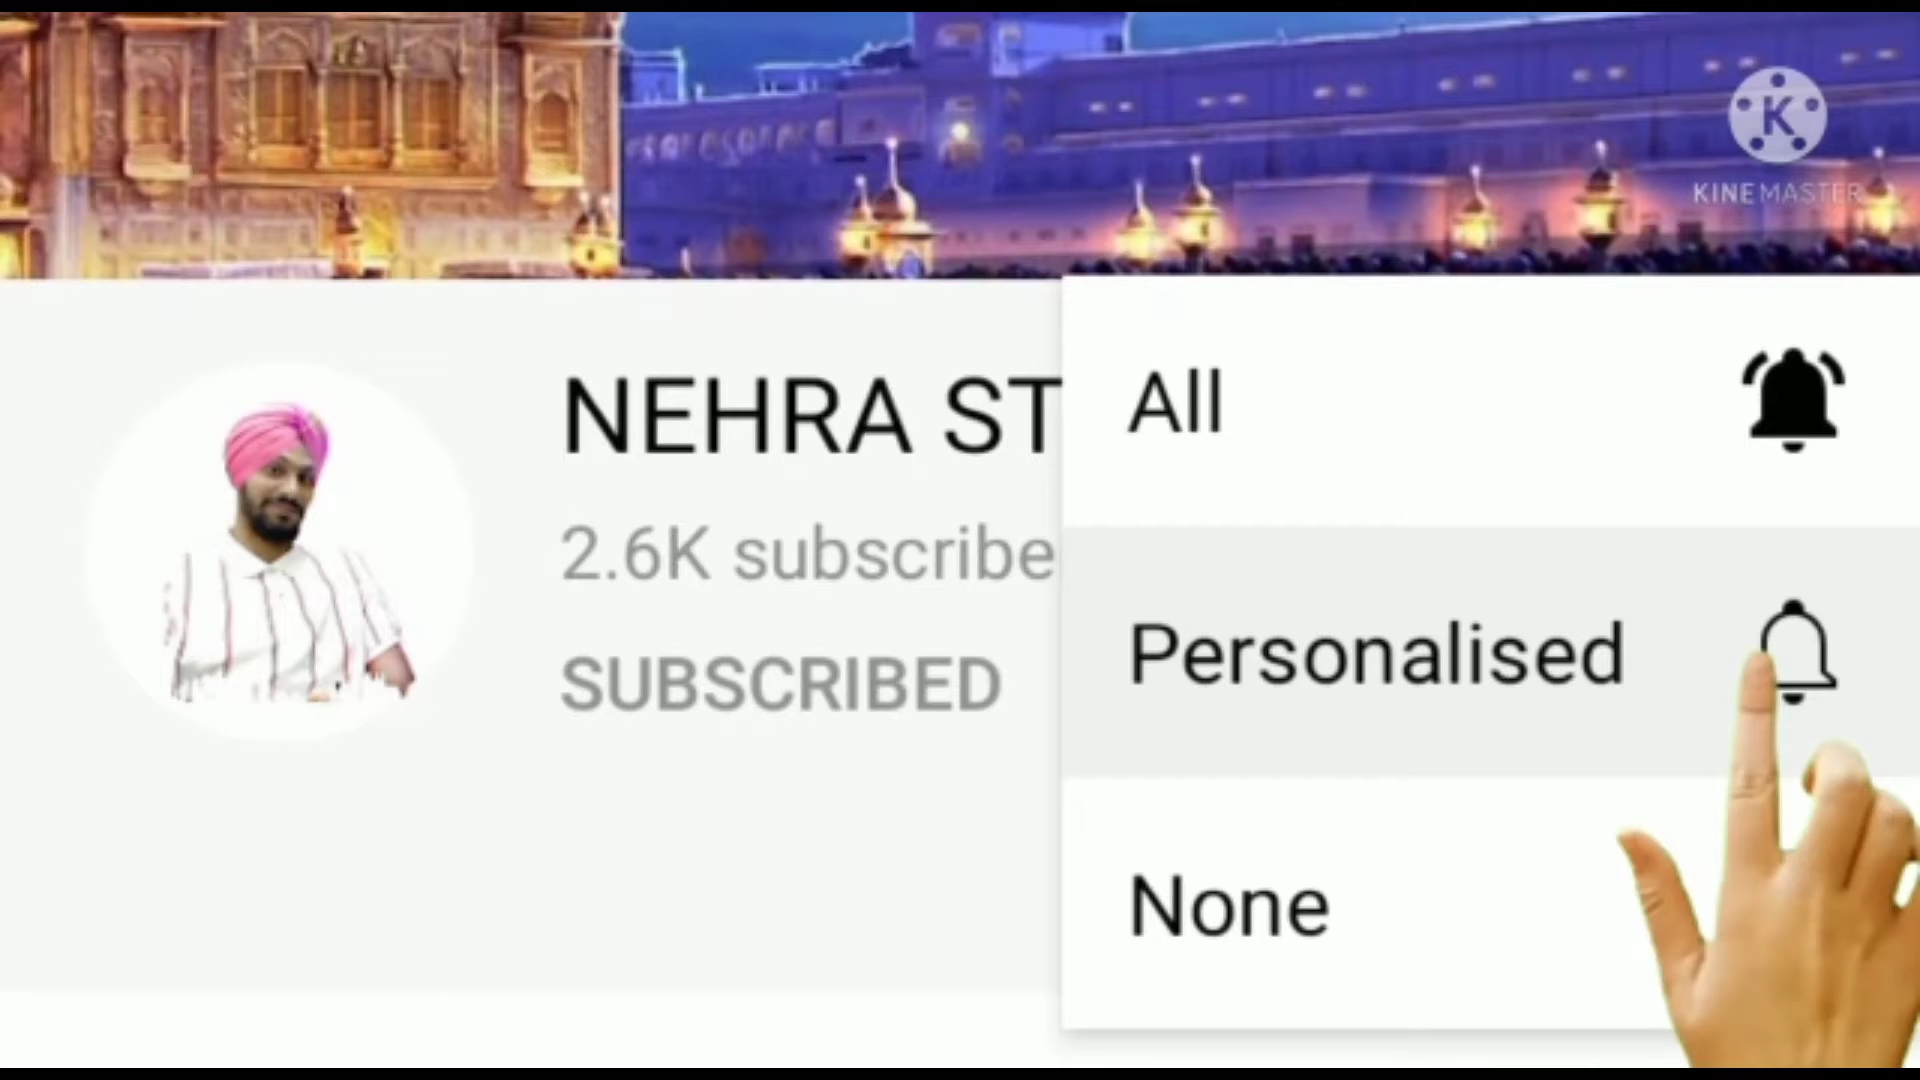 K
KINEMASTER
NEHRA ST
2.6K subscribe
SUBSCRIBED
All
Personalised
None